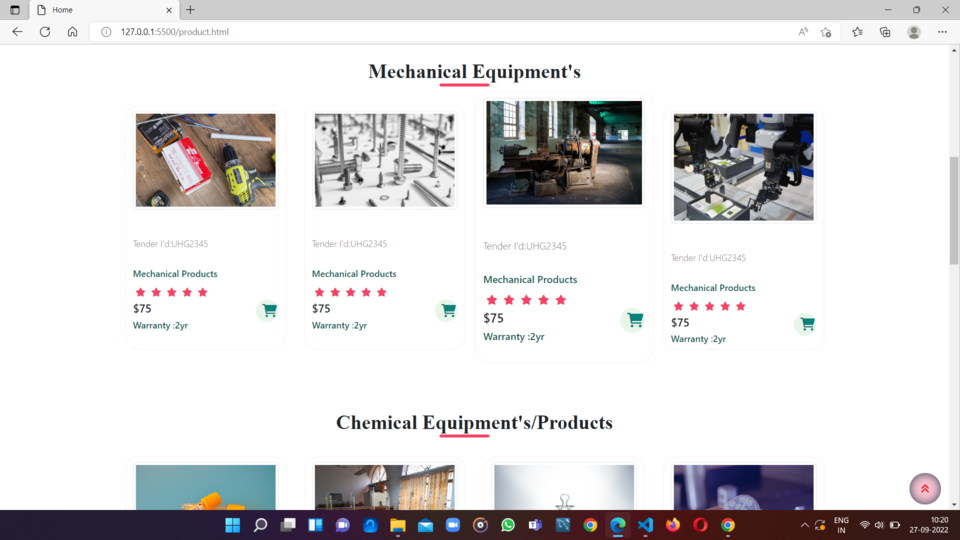 Home
127.0.0.1:5500/product.html
Mechanical Equipment's
Tender I'd:UHG2345
Mechanical Products
$75
Warranty :2yr
Tender I'd:UHG2345
Mechanical Products
$75
Warranty :2yr
Tender I'd:UHG2345
Mechanical Products
$75
Warranty :2yr
Tender I'd:UHG2345
Mechanical Products
$75
Warranty :2yr
Chemical Equipment's/Products
ENG
IN
10:20
27-09-2022